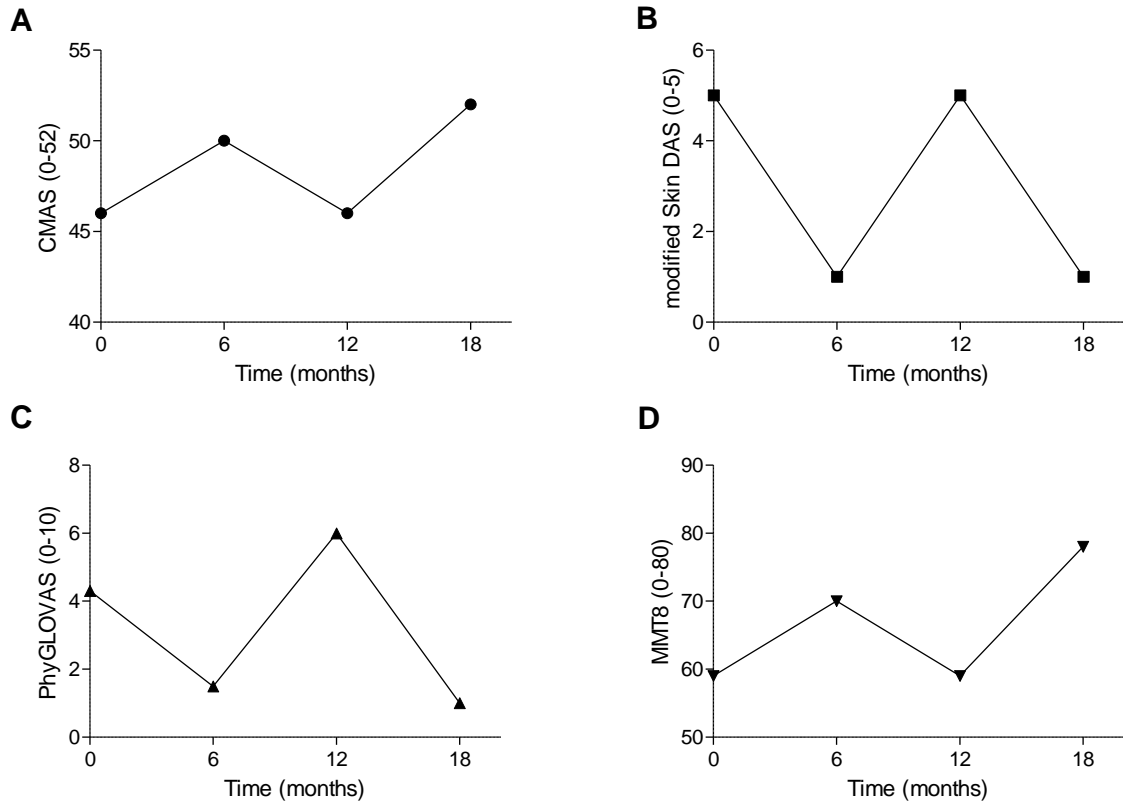 A
CMAS (0-52)
55
50
45
40
0 6 12 18
Time (months)
B
modified Skin DAS (0-5)
6
4
2
0
0 6 12 18
Time (months)
C
PhyGLOVAS (0-10)
8
6
4
2
0
0 6 12 18
Time (months)
D
MMT8 (0-80)
90
80
70
60
50
0 6 12 18
Time (months)